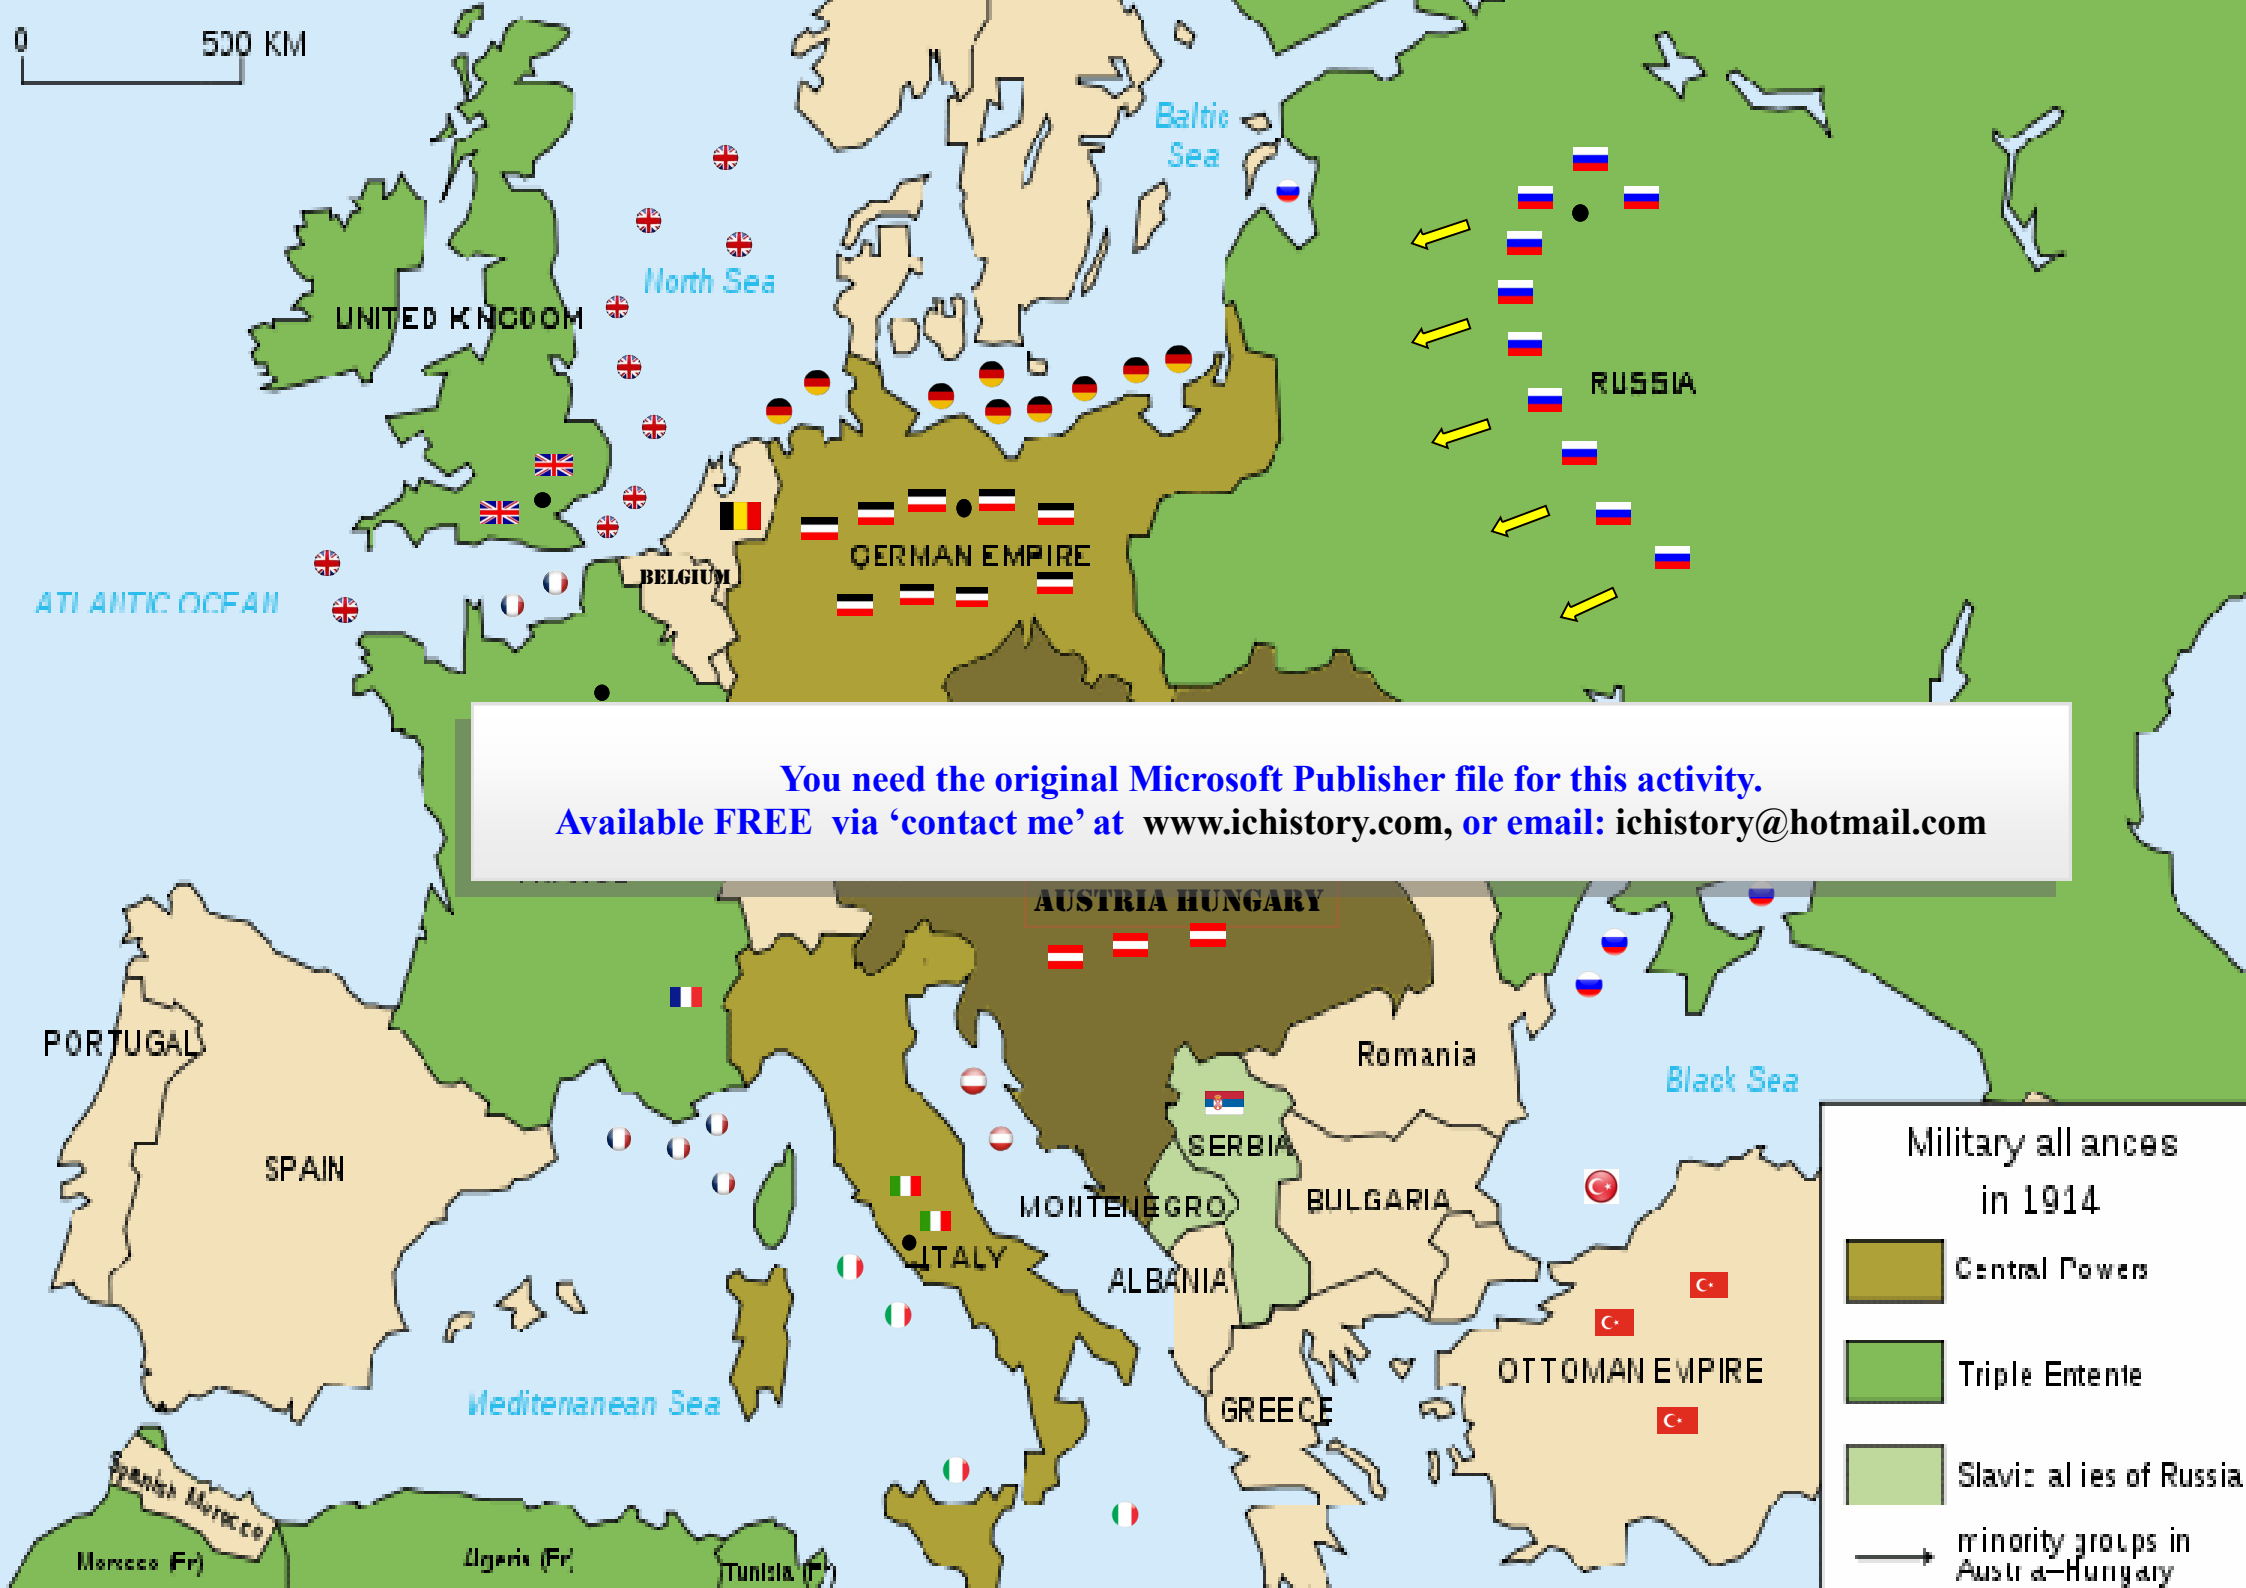 0 500 KM
Baltic
Sea
North Sea
UNITED KINGDOM
RUSSIA
GERMAN EMPIRE
BELGIUM
ATLANTIC OCEAN
You need the original Microsoft Publisher file for this activity.
Available FREE via ‘contact me’ at www.ichistory.com, or email: ichistory@hotmail.com
AUSTRIA HUNGARY
PORTUGAL
Romania
Black Sea
SPAIN
SERBIA
MONTENEGRO
BULGARIA
ITALY
ALBANIA
OTTOMAN EMPIRE
GREECE
Mediterranean Sea
Spanish Morocco
Morocco (Fr)
Algeria (Fr)
Tunisia (Fr)
Military alliances
in 1914
Central Powers
Triple Entente
Slavic allies of Russia
minority groups in
Austria-Hungary